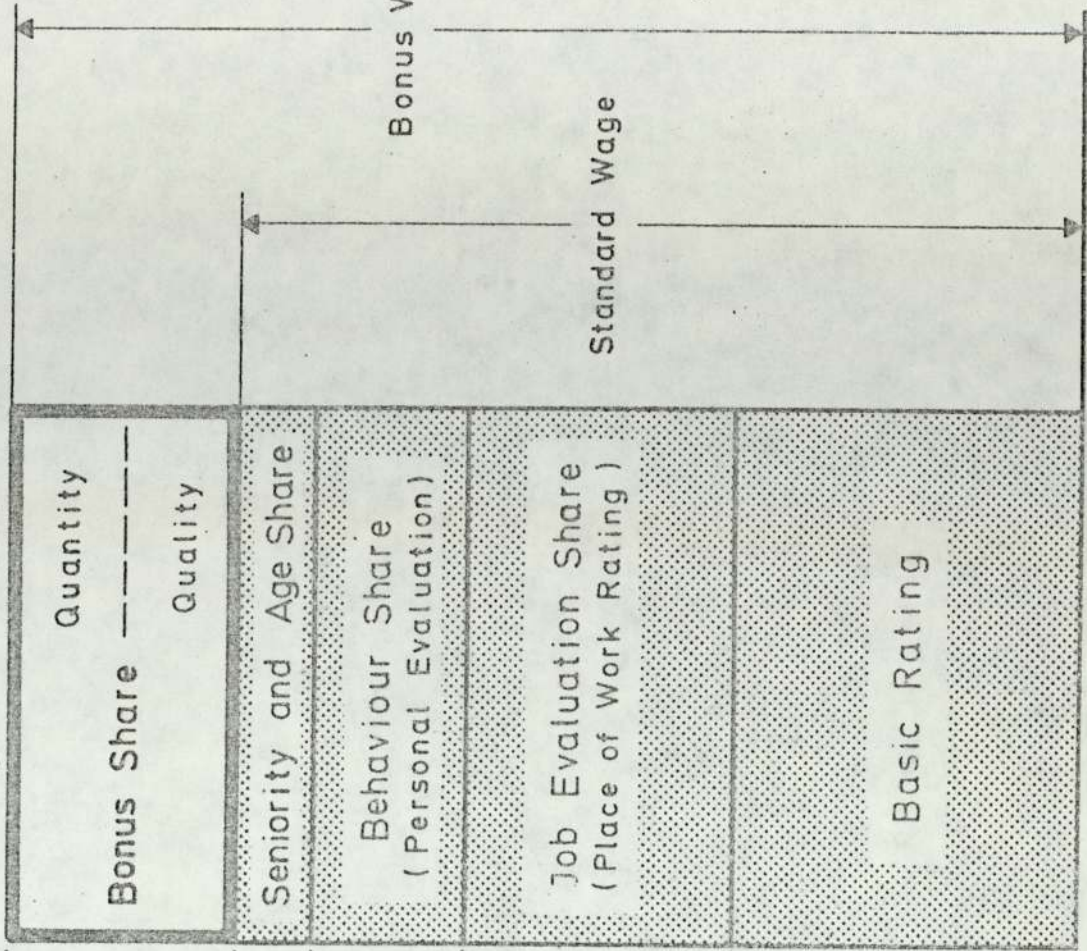 Quantity
Bonus Share
Quality
Seniority and Age Share
Behaviour Share
(Personal Evaluation)
Job Evaluation Share
(Place of Work Rating)
Basic Rating
Standard Wage
Bonus